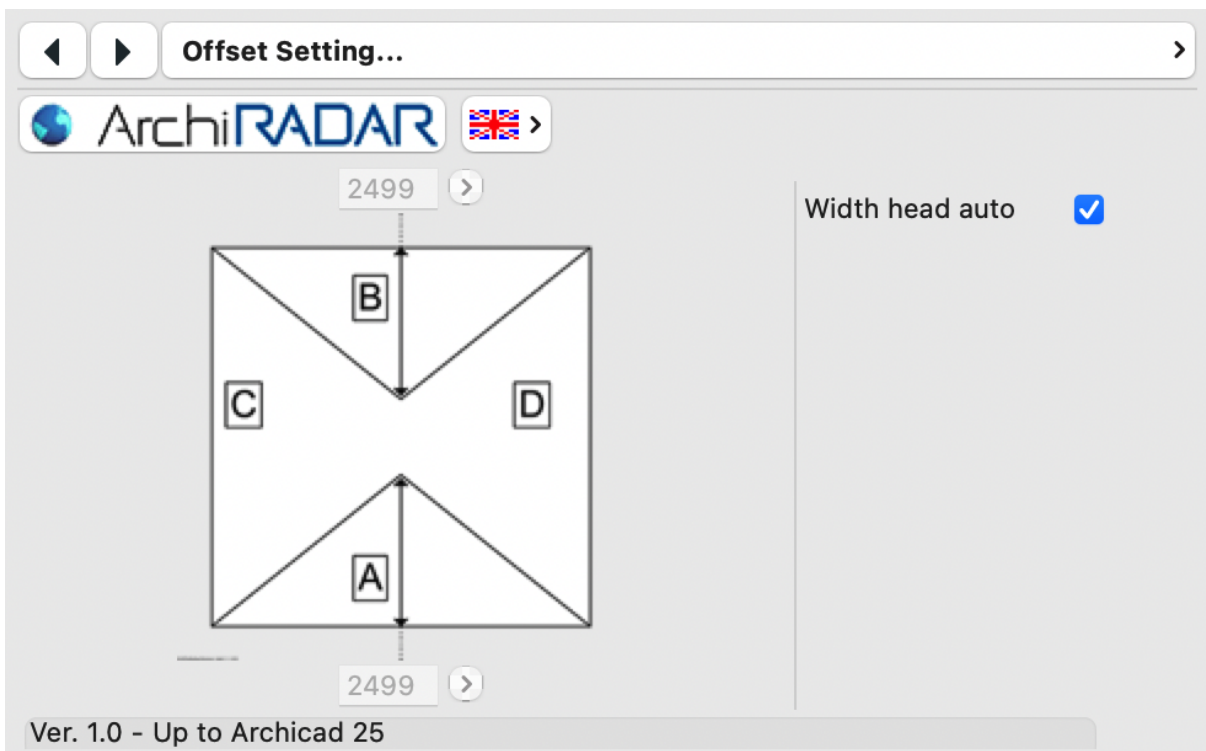 Offset Setting...
ArchiRADAR
2499
Width head auto
B
C
D
A
2499
Ver. 1.0 - Up to Archicad 25